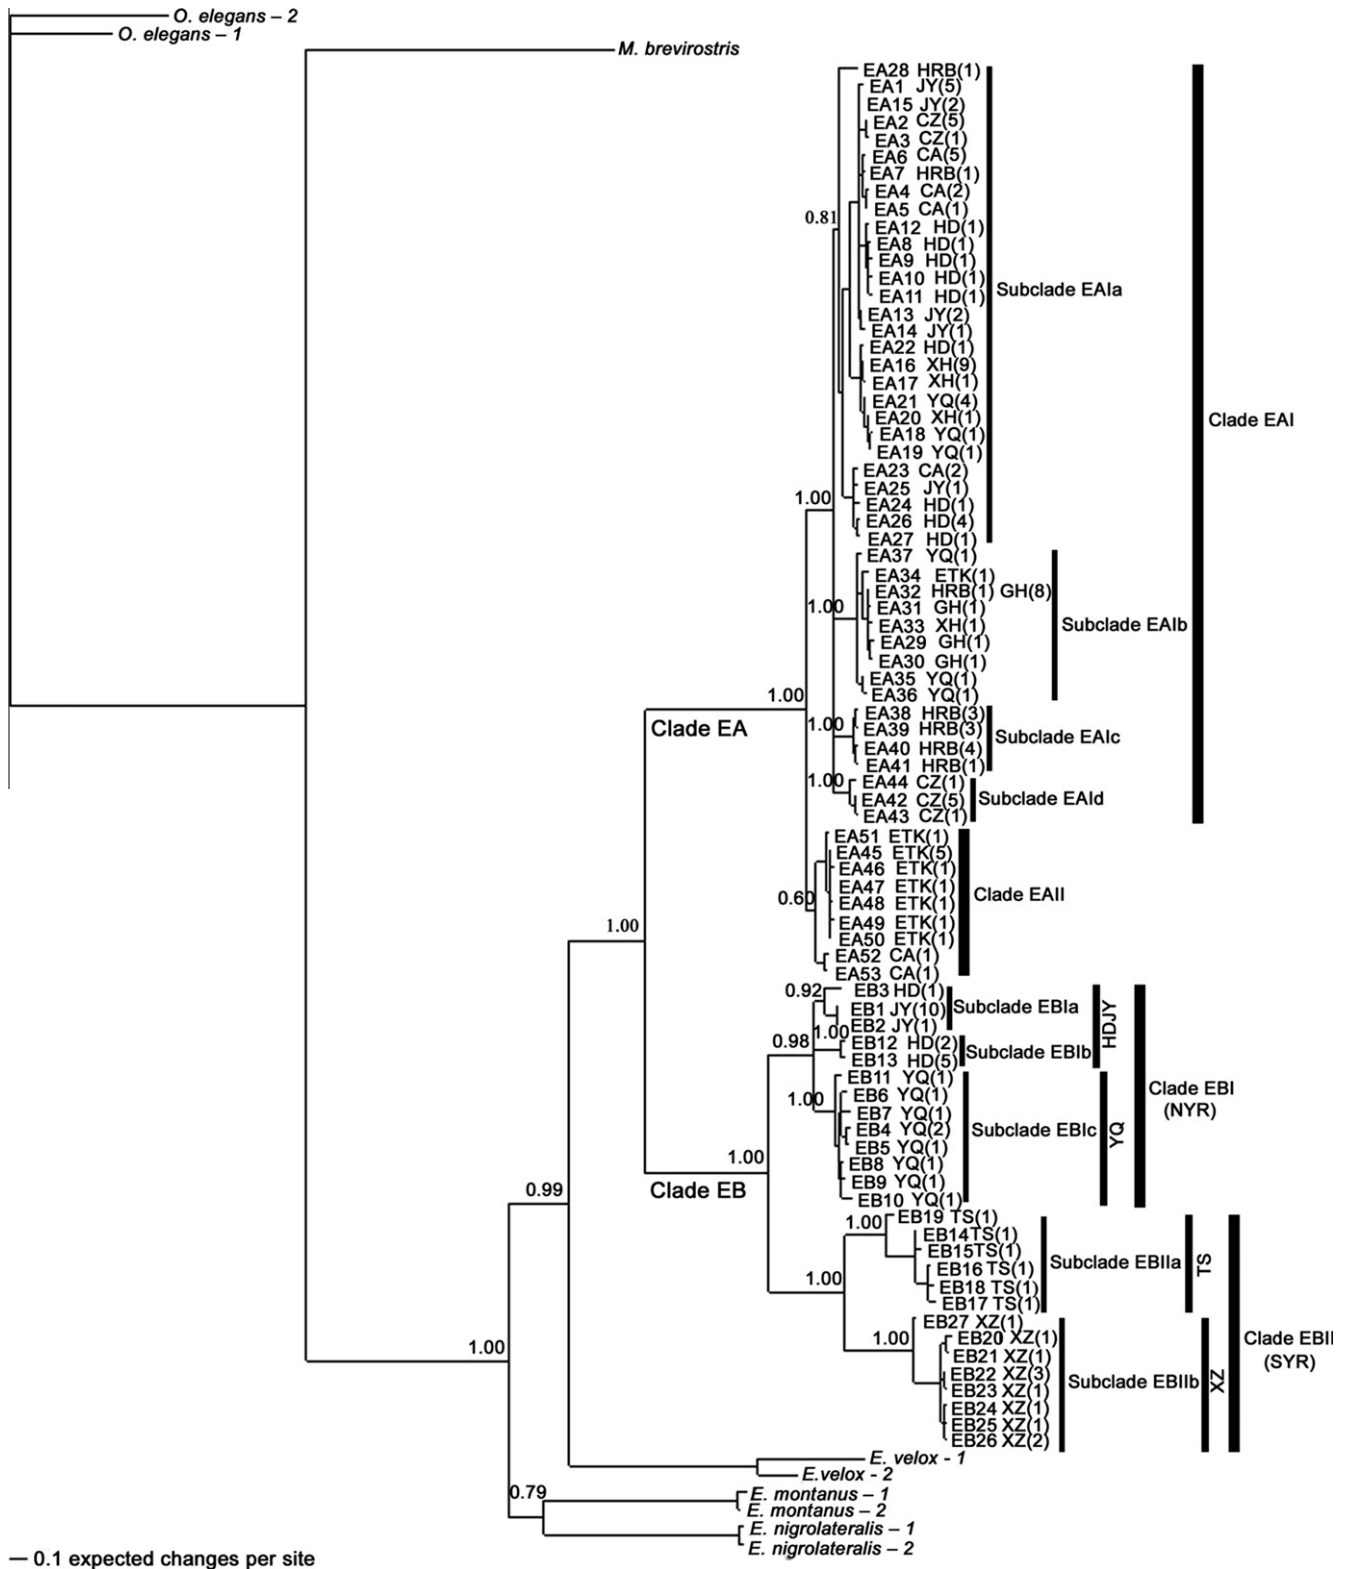 O. elegans – 2
O. elegans – 1
M. brevirostris
EA28 HRB(1)
EA1 JY(5)
EA15 JY(2)
EA2 CZ(5)
EA3 CZ(1)
EA6 CA(5)
EA7 HRB(1)
EA4 CA(2)
EA5 CA(1)
0.81
EA12 HD(1)
EA8 HD(1)
EA9 HD(1)
EA10 HD(1)
EA11 HD(1)
Subclade EAIa
EA13 JY(2)
EA14 JY(1)
EA22 HD(1)
EA16 XH(9)
EA17 XH(1)
EA21 YQ(4)
EA20 XH(1)
Clade EAI
EA18 YQ(1)
EA19 YQ(1)
EA23 CA(2)
EA25 JY(1)
1.00
EA24 HD(1)
EA26 HD(4)
EA27 HD(1)
EA37 YQ(1)
EA34 ETK(1)
EA32 HRB(1) GH(8)
1.00
EA31 GH(1)
EA33 XH(1)
Subclade EAIb
EA29 GH(1)
EA30 GH(1)
EA35 YQ(1)
EA36 YQ(1)
1.00
Clade EA
EA38 HRB(3)
1.00
EA39 HRB(3)
Subclade EAIc
EA40 HRB(4)
EA41 HRB(1)
1.00
EA44 CZ(1)
EA42 CZ(5)
Subclade EAId
EA43 CZ(1)
EA51 ETK(1)
EA45 ETK(5)
EA46 ETK(1)
EA47 ETK(1)
0.60
Clade EAII
EA48 ETK(1)
EA49 ETK(1)
EA50 ETK(1)
1.00
EA52 CA(1)
EA53 CA(1)
0.92
EB3 HD(1)
EB1 JY(10)
Subclade EBIa
HDJY
EB2 JY(1)
1.00
0.98
EB12 HD(2)
EB13 HD(5)
Subclade EBIb
EB11 YQ(1)
EB6 YQ(1)
1.00
Clade EBI
(NYR)
EB7 YQ(1)
EB4 YQ(2)
Subclade EBIc
YQ
EB5 YQ(1)
1.00
EB8 YQ(1)
EB9 YQ(1)
Clade EB
0.99
EB10 YQ(1)
EB19 TS(1)
1.00
EB14TS(1)
EB15TS(1)
Subclade EBIIa
TS
EB16 TS(1)
1.00
EB18 TS(1)
EB17 TS(1)
EB27 XZ(1)
1.00
EB20 XZ(1)
Clade EBII
(SYR)
1.00
EB21 XZ(1)
EB22 XZ(3)
Subclade EBIIb
XZ
EB23 XZ(1)
EB24 XZ(1)
EB25 XZ(1)
EB26 XZ(2)
E. velox - 1
E.velox - 2
0.79
E. montanus – 1
E. montanus – 2
E. nigrolateralis – 1
E. nigrolateralis – 2
0.1 expected changes per site